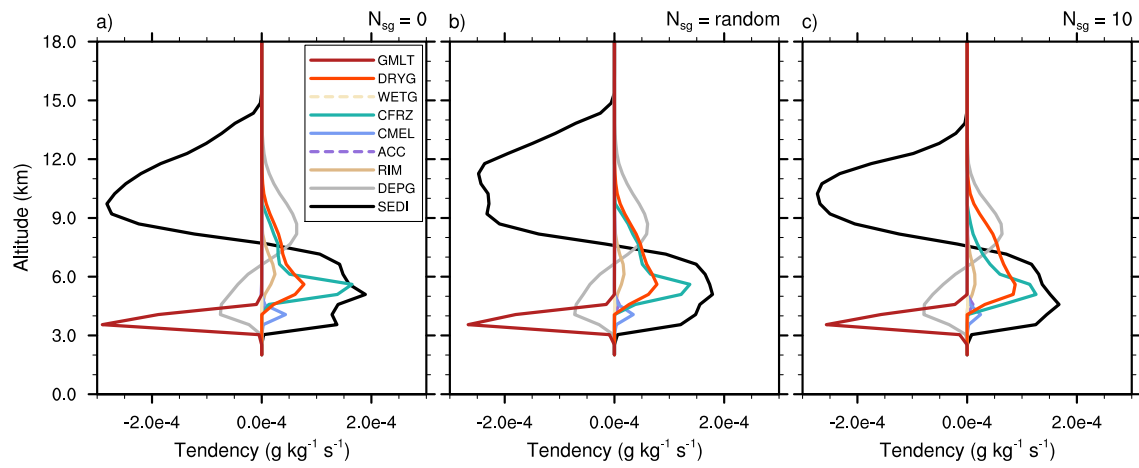 a) N_sg = 0
b) N_sg = random
c) N_sg = 10
18.0
15.0
12.0
9.0
6.0
3.0
0.0
Altitude (km)
GMLT
DRYG
WETG
CFRZ
CMEL
ACC
RIM
DEPG
SEDI
-2.0e-4 0.0e-4 2.0e-4
-2.0e-4 0.0e-4 2.0e-4
-2.0e-4 0.0e-4 2.0e-4
Tendency (g kg⁻¹ s⁻¹)
Tendency (g kg⁻¹ s⁻¹)
Tendency (g kg⁻¹ s⁻¹)